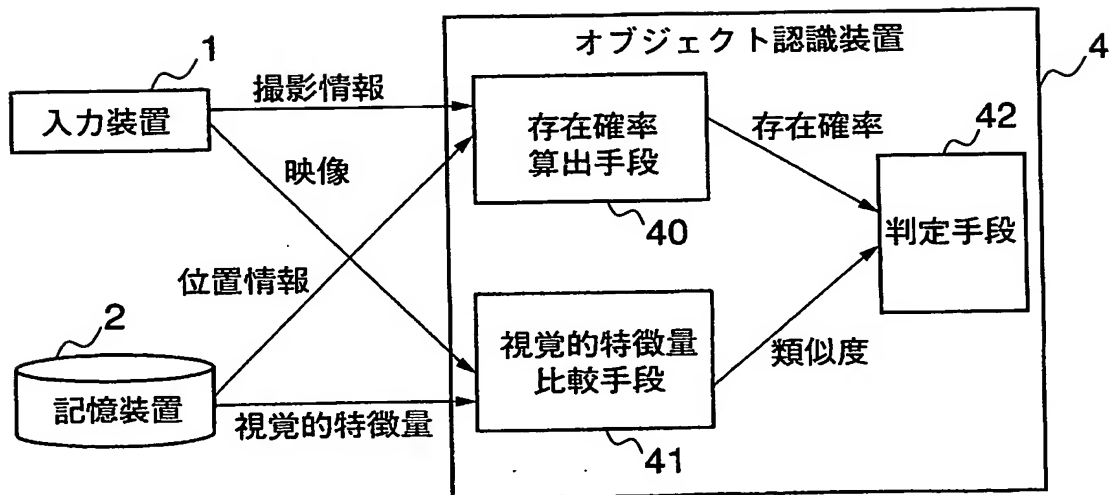 オブジェクト認識装置
4
1
入力装置
撮影情報
映像
存在確率
算出手段
40
存在確率
42
判定手段
位置情報
2
記憶装置
視覚的特徴量
視覚的特徴量
比較手段
41
類似度